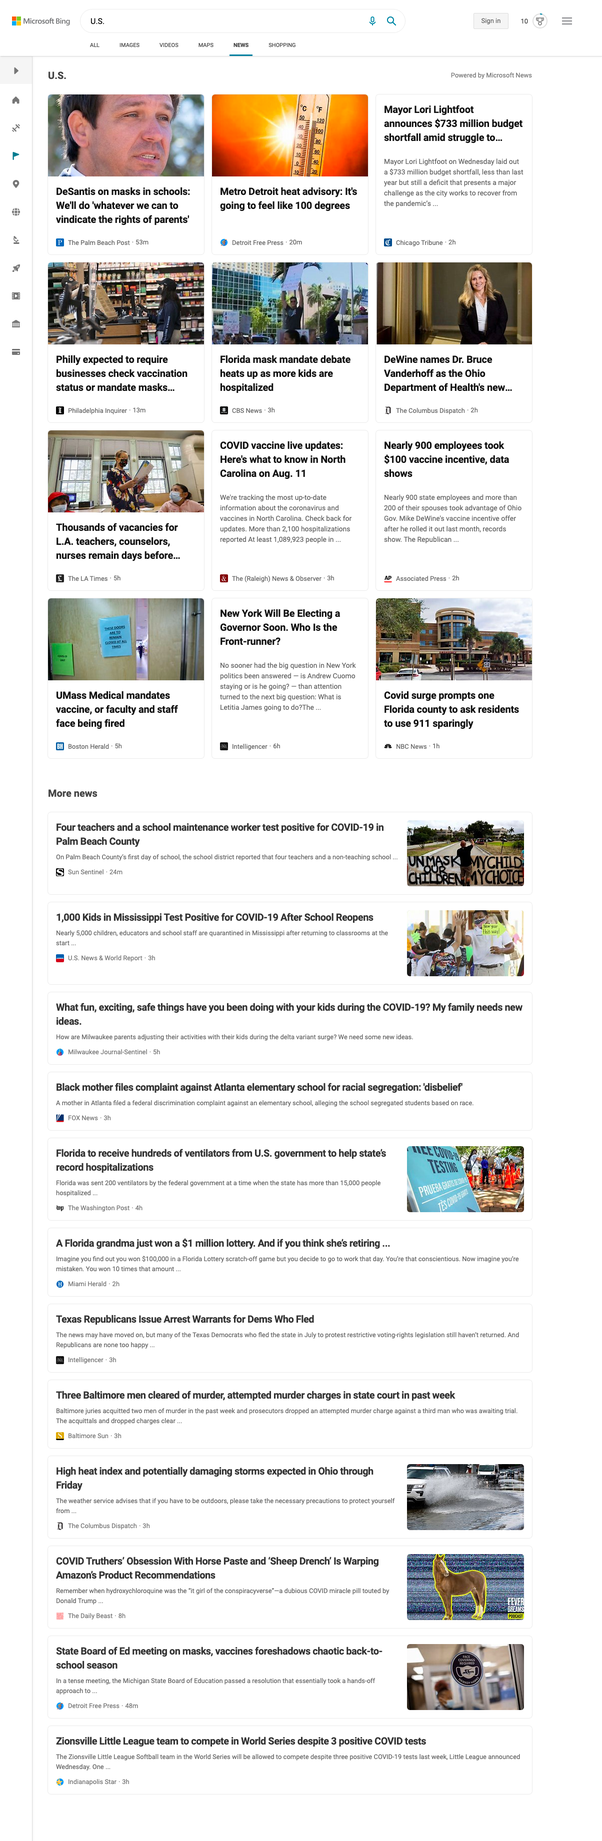 Microsoft Bing
U.S.
Sign in
10
ALL
IMAGES
VIDEOS
MAPS
NEWS
SHOPPING
U.S.
Powered by Microsoft News
DeSantis on masks in schools:
We'll do 'whatever we can to
vindicate the rights of parents'
The Palm Beach Post · 53m
Metro Detroit heat advisory: It's
going to feel like 100 degrees
Detroit Free Press · 20m
Mayor Lori Lightfoot
announces $733 million budget
shortfall amid struggle to…
Mayor Lori Lightfoot on Wednesday laid out
a $733 million budget shortfall, less than last
year but still a deficit that presents a major
challenge as the city works to recover from
the pandemic's ...
Chicago Tribune · 2h
Philly expected to require
businesses check vaccination
status or mandate masks…
Philadelphia Inquirer · 13m
Florida mask mandate debate
heats up as more kids are
hospitalized
CBS News · 3h
DeWine names Dr. Bruce
Vanderhoff as the Ohio
Department of Health's new…
The Columbus Dispatch · 2h
Thousands of vacancies for
L.A. teachers, counselors,
nurses remain days before…
The LA Times · 5h
COVID vaccine live updates:
Here's what to know in North
Carolina on Aug. 11
We're tracking the most up-to-date
information about the coronavirus and
vaccines in North Carolina. Check back for
updates. More than 2,100 hospitalizations
reported At least 1,089,923 people in ...
The (Raleigh) News & Observer · 3h
Nearly 900 employees took
$100 vaccine incentive, data
shows
Nearly 900 state employees and more than
200 of their spouses took advantage of Ohio
Gov. Mike DeWine's vaccine incentive offer
after he rolled it out last month, records
show. The Republican ...
AP
Associated Press · 2h
UMass Medical mandates
vaccine, or faculty and staff
face being fired
Boston Herald · 5h
New York Will Be Electing a
Governor Soon. Who Is the
Front-runner?
No sooner had the big question in New York
politics been answered — is Andrew Cuomo
staying or is he going? — than attention
turned to the next big question: What is
Letitia James going to do?The ...
Intelligencer · 6h
Covid surge prompts one
Florida county to ask residents
to use 911 sparingly
NBC News · 1h
More news
Four teachers and a school maintenance worker test positive for COVID-19 in
Palm Beach County
On Palm Beach County's first day of school, the school district reported that four teachers and a non-teaching school ...
Sun Sentinel · 24m
UNMASK
OUR
CHILDREN
MY CHILD
MY CHOICE
1,000 Kids in Mississippi Test Positive for COVID-19 After School Reopens
Nearly 5,000 children, educators and school staff are quarantined in Mississippi after returning to classrooms at the
start ...
U.S. News & World Report · 3h
What fun, exciting, safe things have you been doing with your kids during the COVID-19? My family needs new
ideas.
How are Milwaukee parents adjusting their activities with their kids during the delta variant surge? We need some new ideas.
Milwaukee Journal-Sentinel · 5h
Black mother files complaint against Atlanta elementary school for racial segregation: 'disbelief'
A mother in Atlanta filed a federal discrimination complaint against an elementary school, alleging the school segregated students based on race.
FOX News · 3h
Florida to receive hundreds of ventilators from U.S. government to help state's
record hospitalizations
Florida was sent 200 ventilators by the federal government at a time when the state has more than 15,000 people
hospitalized ...
wp
The Washington Post · 4h
FREE COVID-19
TESTING
PRUEBA GRATIS DE
A Florida grandma just won a $1 million lottery. And if you think she's retiring ...
Imagine you find out you won $100,000 in a Florida Lottery scratch-off game but you decide to go to work that day. You're that conscientious. Now imagine you're
mistaken. You won 10 times that amount ...
Miami Herald · 2h
Texas Republicans Issue Arrest Warrants for Dems Who Fled
The news may have moved on, but many of the Texas Democrats who fled the state in July to protest restrictive voting-rights legislation still haven't returned. And
Republicans are none too happy ...
Intelligencer · 3h
Three Baltimore men cleared of murder, attempted murder charges in state court in past week
Baltimore juries acquitted two men of murder in the past week and prosecutors dropped an attempted murder charge against a third man who was awaiting trial.
The acquittals and dropped charges clear ...
Baltimore Sun · 3h
High heat index and potentially damaging storms expected in Ohio through
Friday
The weather service advises that if you have to be outdoors, please take the necessary precautions to protect yourself
from ...
The Columbus Dispatch · 3h
COVID Truthers' Obsession With Horse Paste and 'Sheep Drench' Is Warping
Amazon's Product Recommendations
Remember when hydroxychloroquine was the "it girl of the conspiracyverse"—a dubious COVID miracle pill touted by
Donald Trump ...
The Daily Beast · 8h
FEVER
DREAMS
PODCAST
State Board of Ed meeting on masks, vaccines foreshadows chaotic back-to-
school season
In a tense meeting, the Michigan State Board of Education passed a resolution that essentially took a hands-off
approach to ...
Detroit Free Press · 48m
Zionsville Little League team to compete in World Series despite 3 positive COVID tests
The Zionsville Little League Softball team in the World Series will be allowed to compete despite three positive COVID-19 tests last week, Little League announced
Wednesday. One ...
Indianapolis Star · 3h